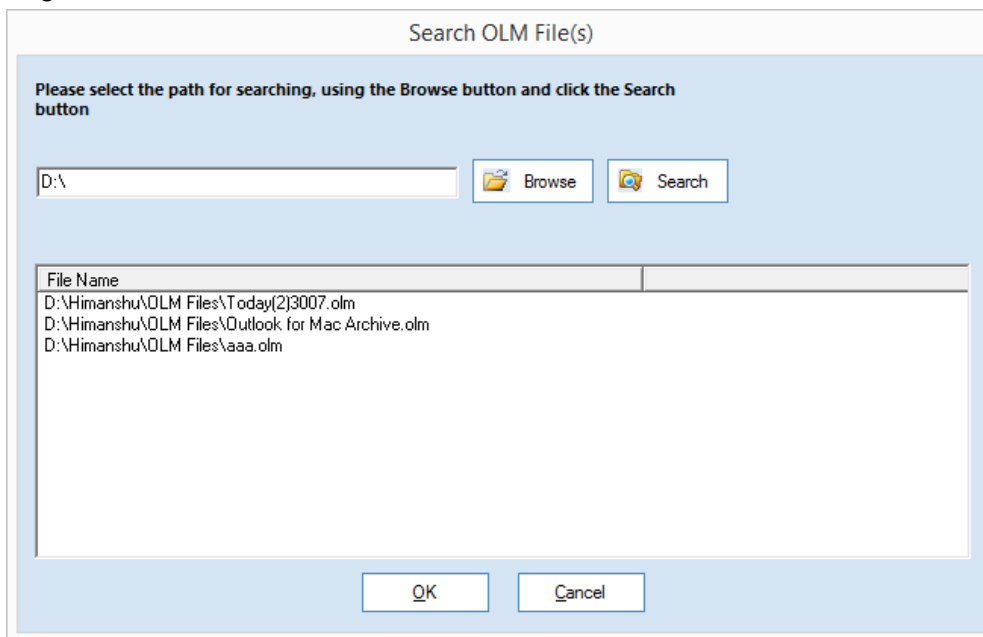 Search OLM File(s)
Please select the path for searching, using the Browse button and click the Search
button
D:\ Browse Search
File Name
D:\Himanshu\OLM Files\Today(2)3007.olm
D:\Himanshu\OLM Files\Outlook for Mac Archive.olm
D:\Himanshu\OLM Files\aaa.olm
OK Cancel